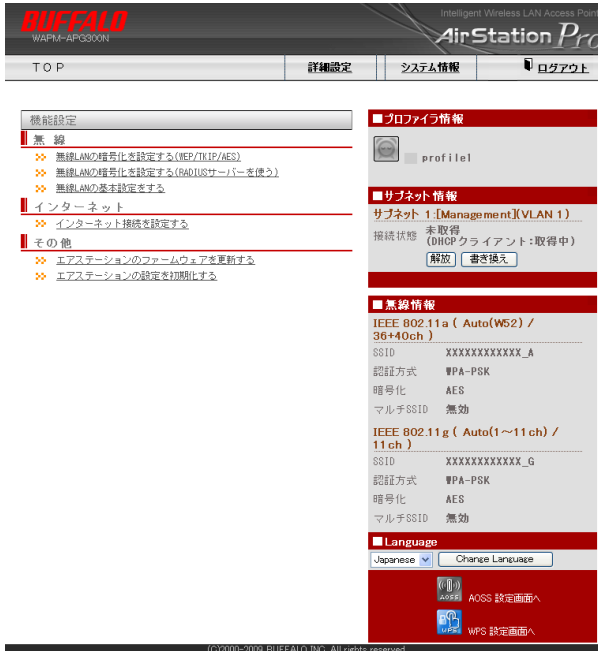 BUFFALO
WAPM-APG300N
Intelligent Wireless LAN Access Poin
AirStation Pro
TOP
詳細設定
システム情報
ログアウト
機能設定
無 線
無線LANの暗号化を設定する(WEP/TKIP/AES)
無線LANの暗号化を設定する(RADIUSサーバーを使う)
無線LANの基本設定をする
インターネット
インターネット接続を設定する
その他
エアステーションのファームウェアを更新する
エアステーションの設定を初期化する
■プロファイラ情報
profile1
■サブネット情報
サブネット 1:[Management](VLAN 1)
接続状態 未取得
(DHCPクライアント:取得中)
解放 書き換え
■無線情報
IEEE 802.11a ( Auto(W52) /
36+40ch )
SSID XXXXXXXXXXXX_A
認証方式 WPA-PSK
暗号化 AES
マルチSSID 無効
IEEE 802.11g ( Auto(1～11ch) /
11ch )
SSID XXXXXXXXXXXX_G
認証方式 WPA-PSK
暗号化 AES
マルチSSID 無効
■Language
Japanese Change Language
AOSS AOSS 設定画面へ
WPS WPS 設定画面へ
(C)2000-2009 BUFFALO INC. All rights reserved